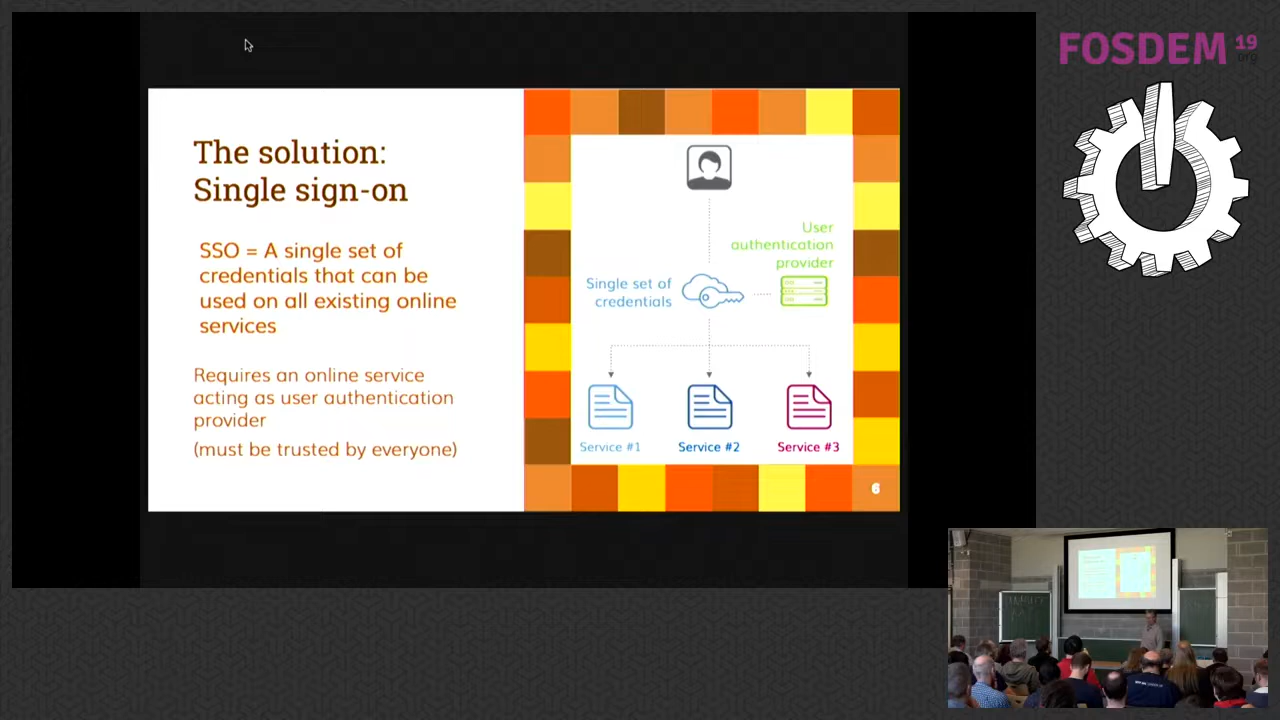 FOSDEM 19
.org
The solution:
Single sign-on
SSO = A single set of
credentials that can be
used on all existing online
services
Requires an online service
acting as user authentication
provider
(must be trusted by everyone)
User
authentication
provider
Single set of
credentials
Service #1
Service #2
Service #3
6